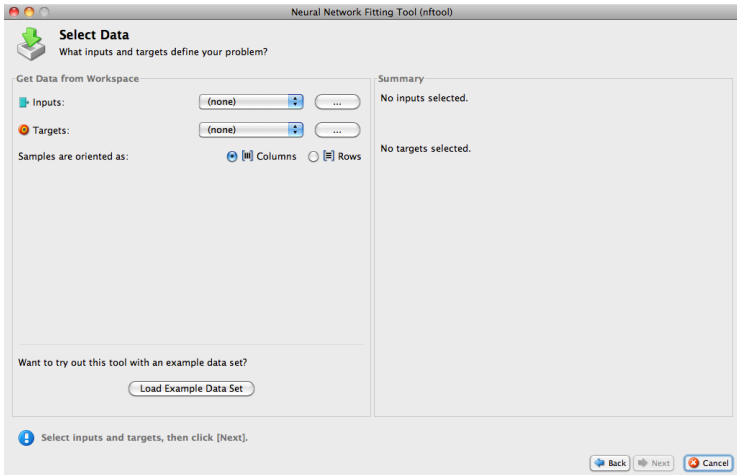 Neural Network Fitting Tool (nftool)
Select Data
What inputs and targets define your problem?
Get Data from Workspace
Inputs: (none) ...
Targets: (none) ...
Samples are oriented as: Columns Rows
Want to try out this tool with an example data set?
Load Example Data Set
Summary
No inputs selected.
No targets selected.
Select inputs and targets, then click [Next].
Back Next Cancel